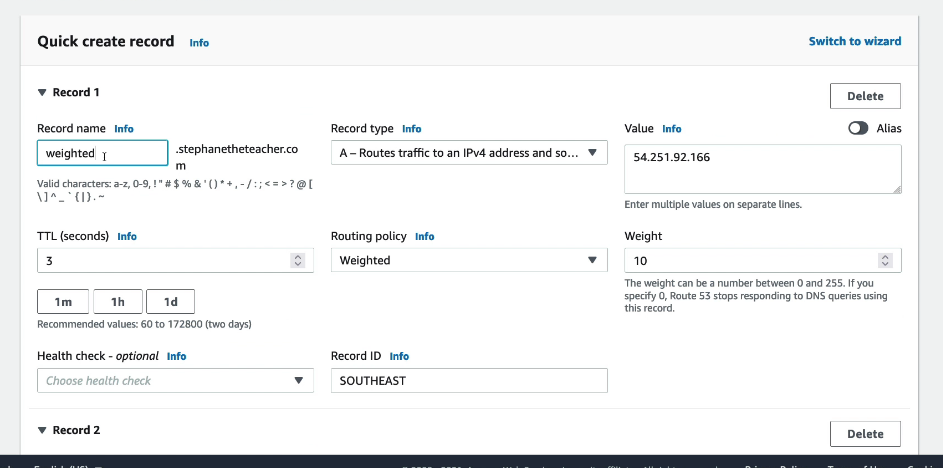 Quick create record Info Switch to wizard
Record 1 Delete
Record name Info Record type Info Value Info Alias
weighted .stephanetheteacher.co
m
A – Routes traffic to an IPv4 address and so... 54.251.92.166
Valid characters: a-z, 0-9, ! " # $ % & ' ( ) * + , - / : ; < = > ? @ [
\ ] ^ _ ` { | } . ~
Enter multiple values on separate lines.
TTL (seconds) Info Routing policy Info Weight
3 Weighted 10
The weight can be a number between 0 and 255. If you
specify 0, Route 53 stops responding to DNS queries using
this record.
1m 1h 1d
Recommended values: 60 to 172800 (two days)
Health check - optional Info Record ID Info
Choose health check SOUTHEAST
Record 2 Delete